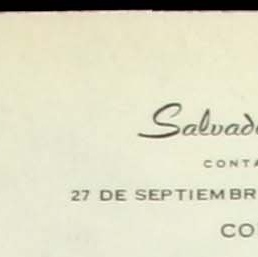 Salvad
CONTA
27 DE SEPTIEMBR
CO